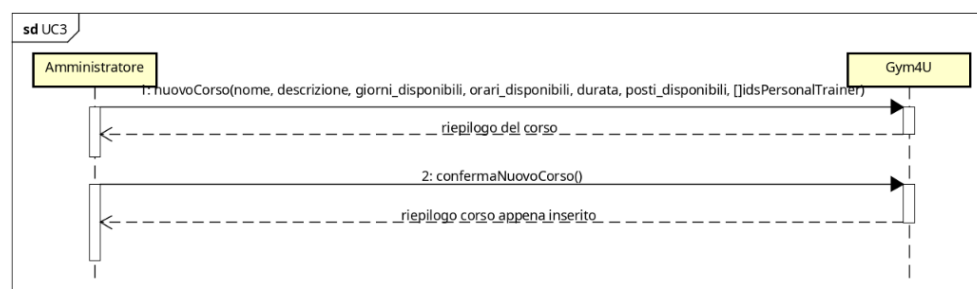 sd UC3
Amministratore
Gym4U
1: nuovoCorso(nome, descrizione, giorni_disponibili, orari_disponibili, durata, posti_disponibili, []idsPersonalTrainer)
riepilogo del corso
2: confermaNuovoCorso()
riepilogo corso appena inserito